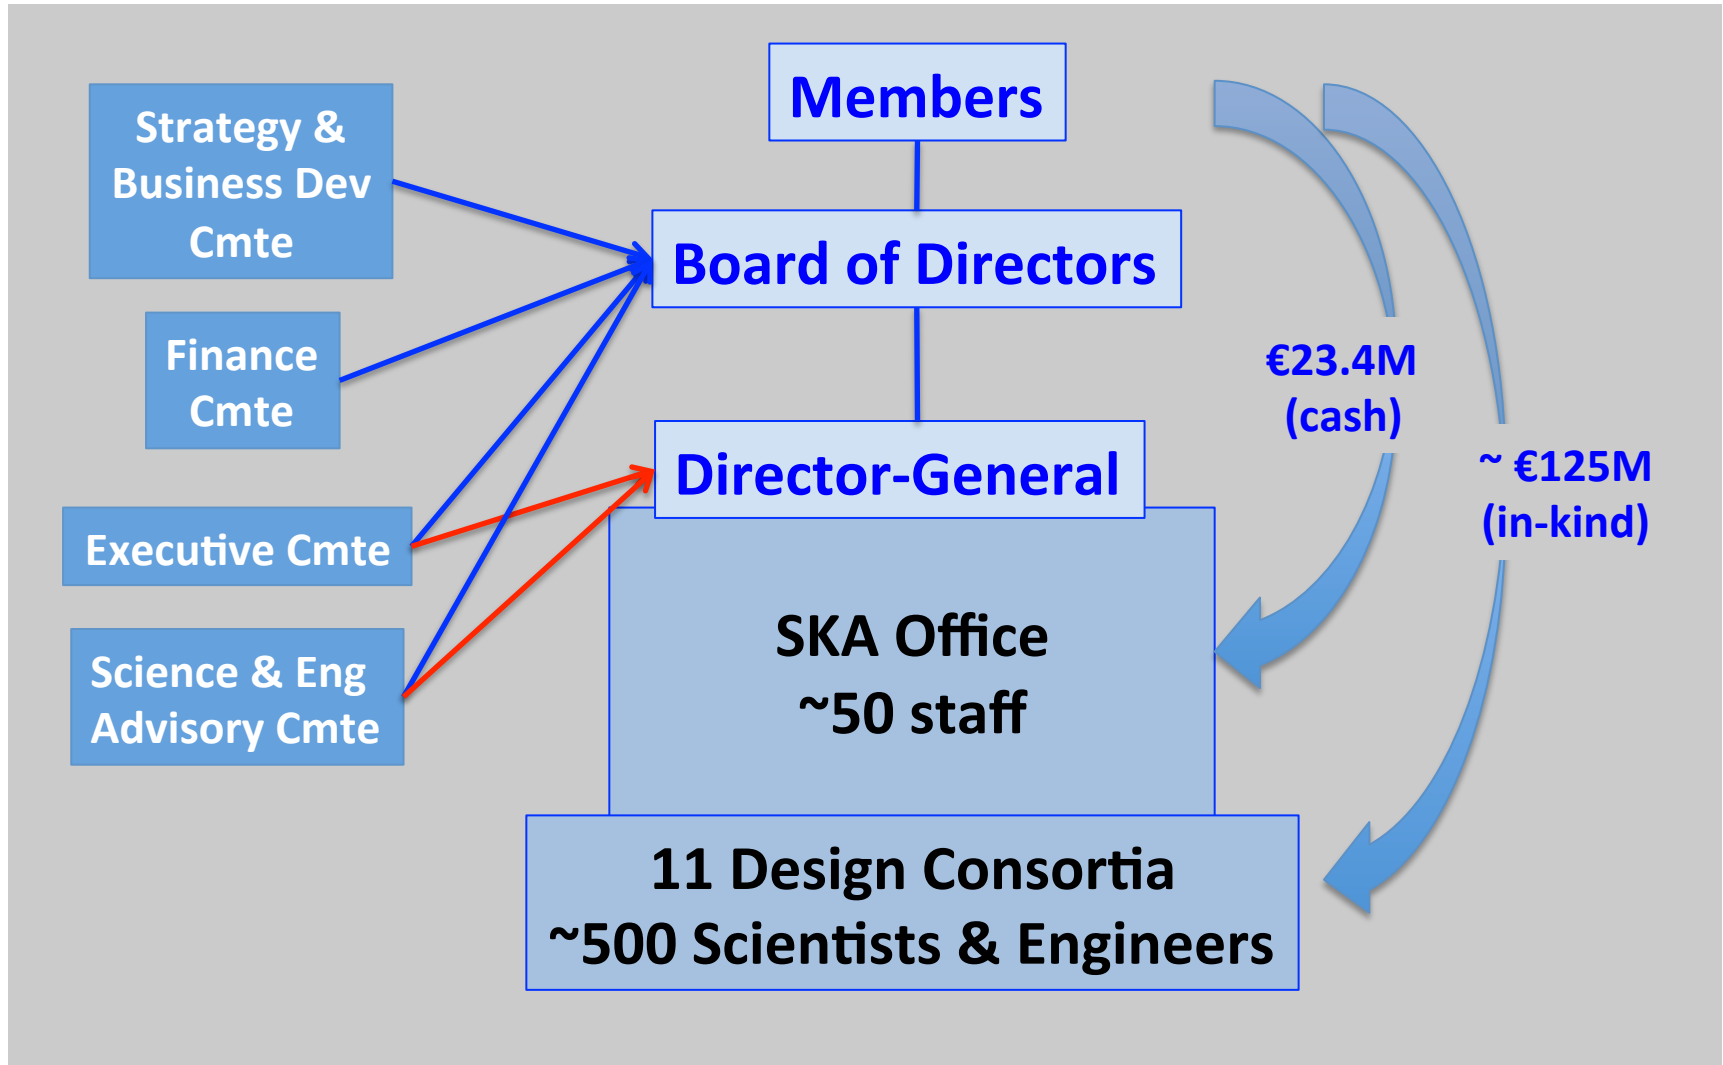 Members
Strategy &
Business Dev
Cmte
Board of Directors
Finance
Cmte
€23.4M
(cash)
Director-General
~ €125M
(in-kind)
Executive Cmte
SKA Office
~50 staff
Science & Eng
Advisory Cmte
11 Design Consortia
~500 Scientists & Engineers